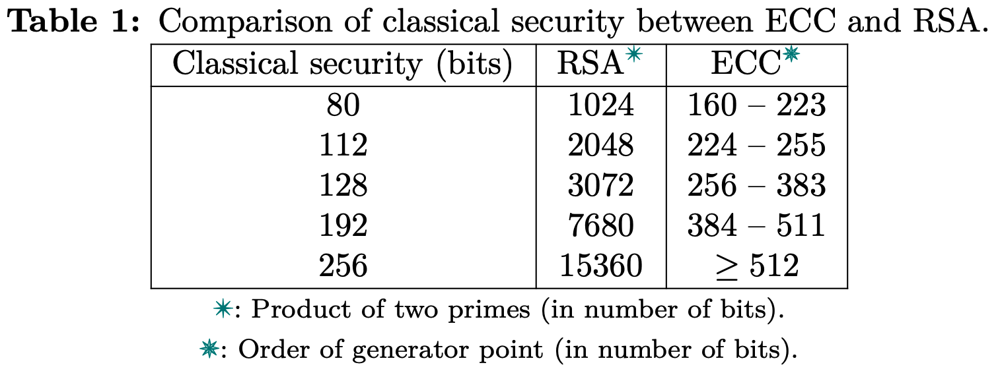 Table 1: Comparison of classical security between ECC and RSA.
Classical security (bits) RSA✴ ECC✵
80 1024 160 – 223
112 2048 224 – 255
128 3072 256 – 383
192 7680 384 – 511
256 15360 ≥ 512
✴: Product of two primes (in number of bits).
✵: Order of generator point (in number of bits).